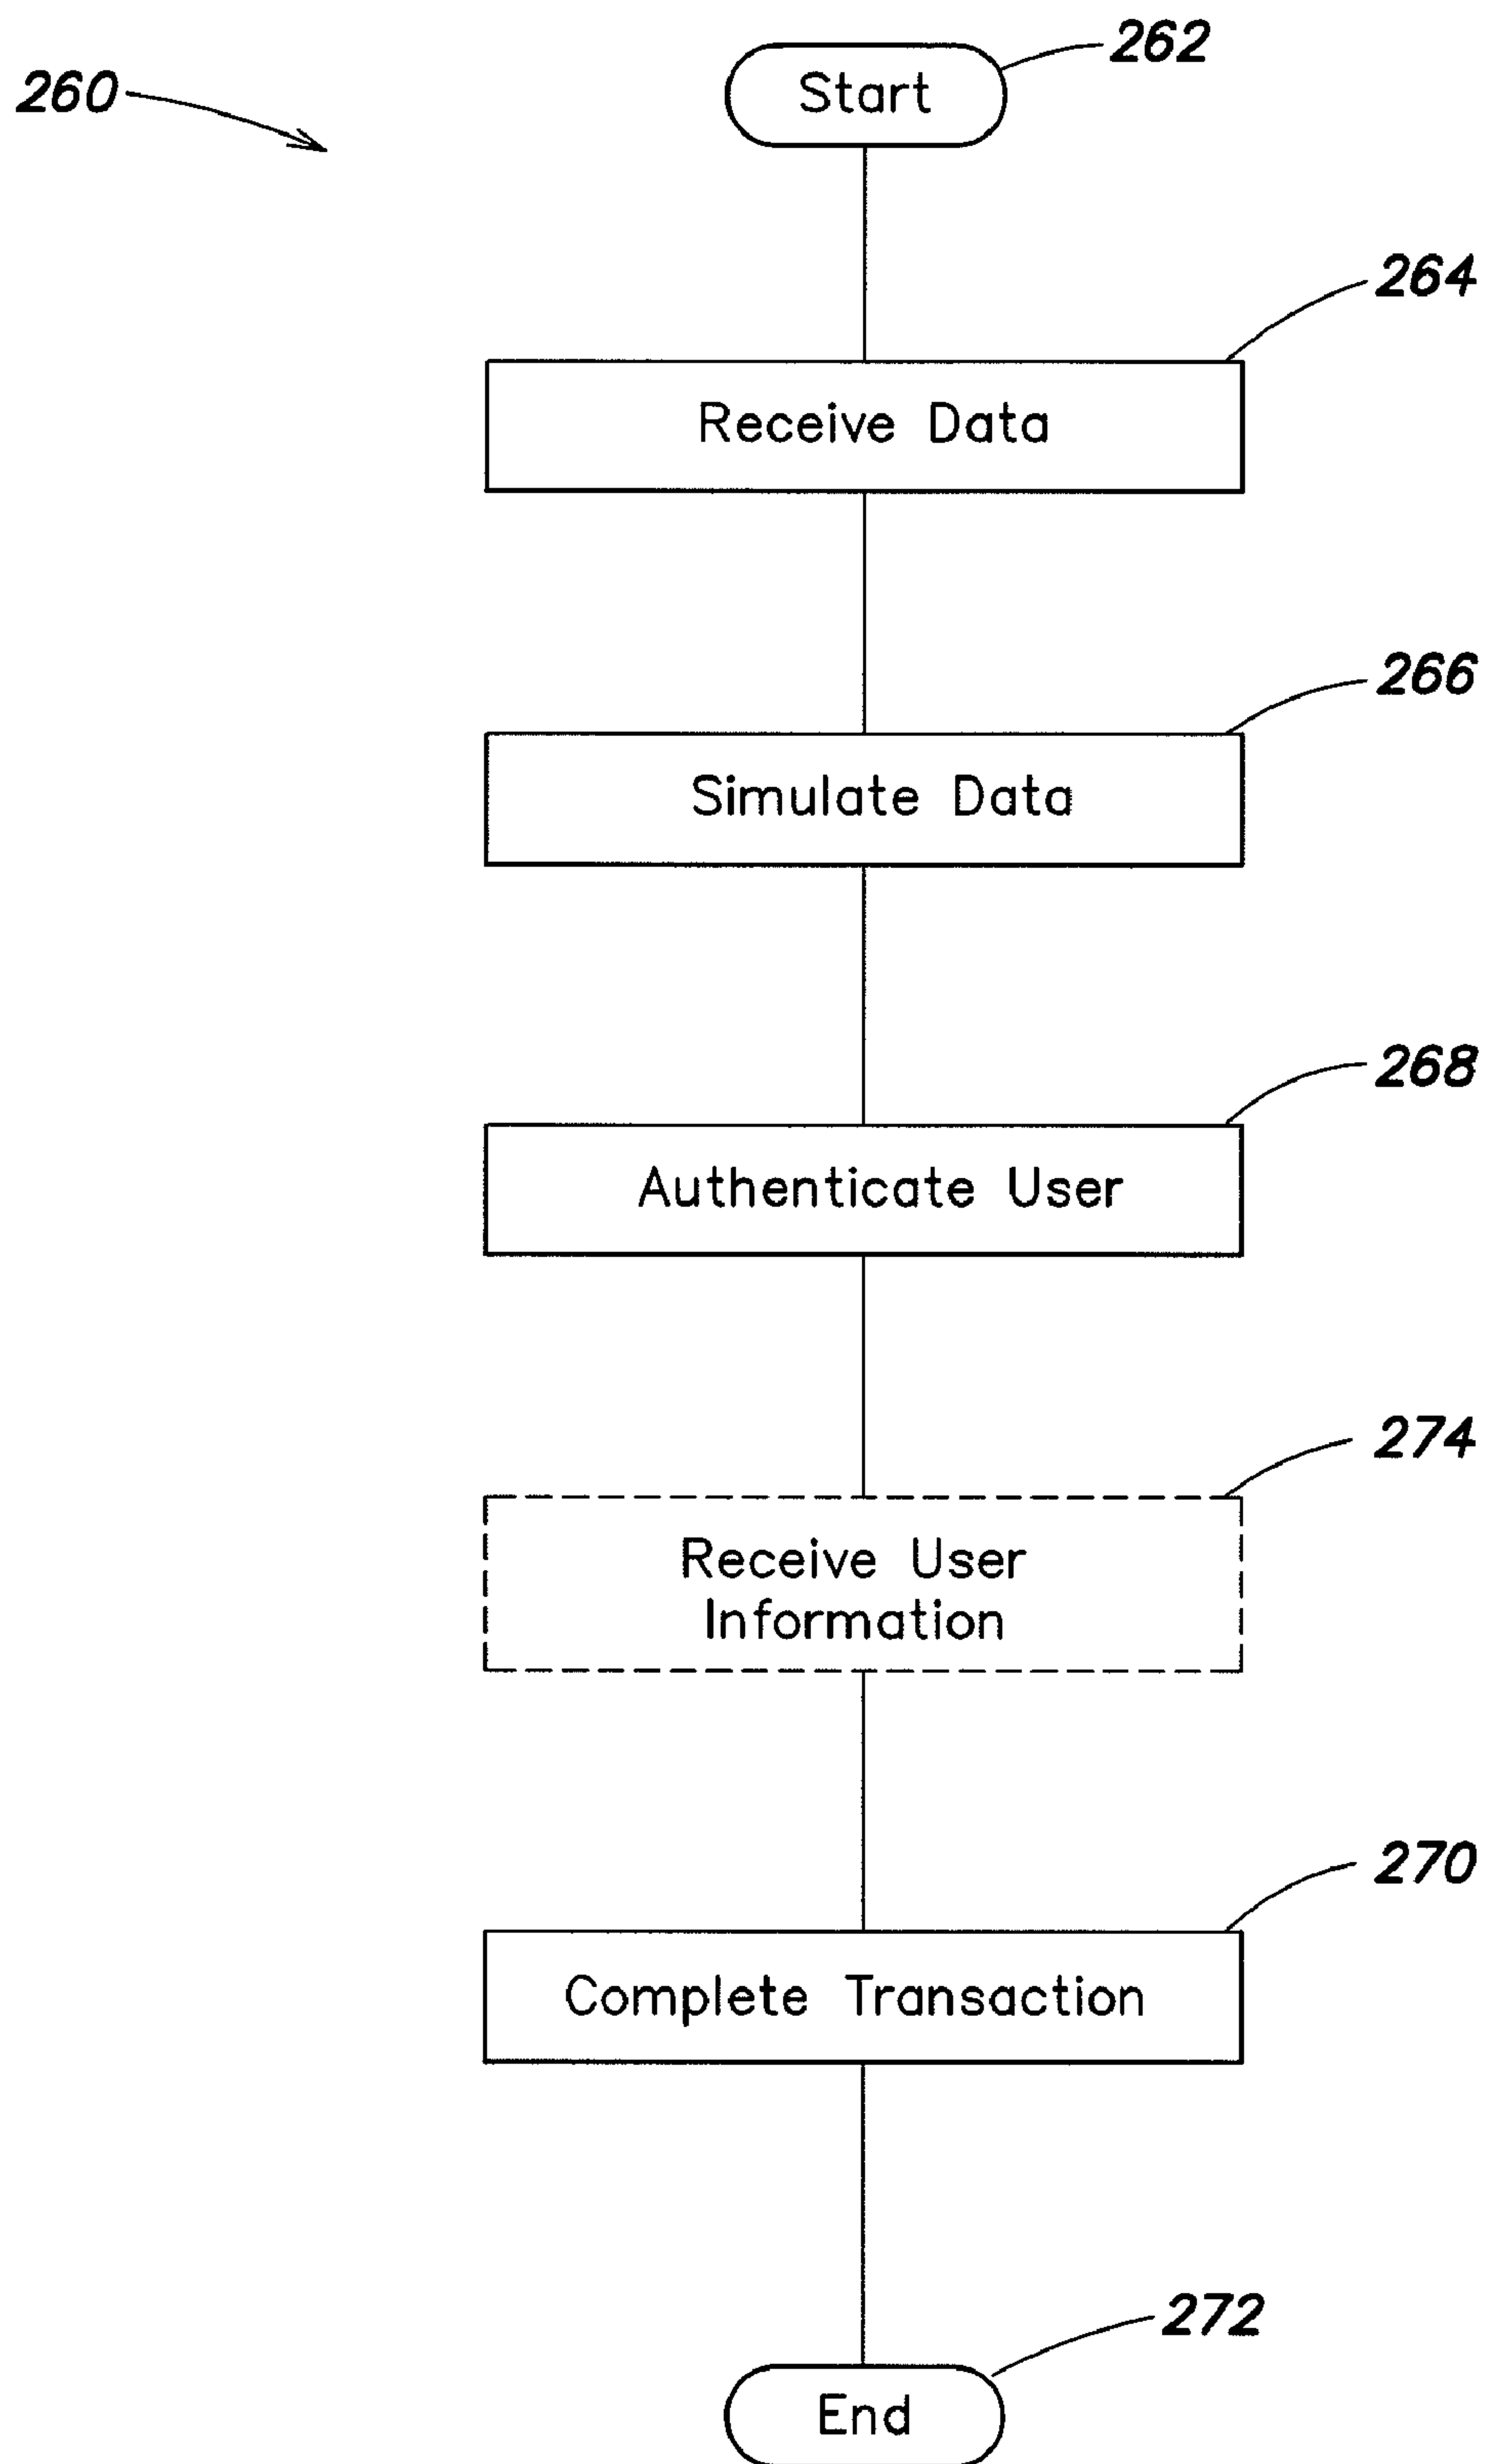 260
262
Start
264
Receive Data
266
Simulate Data
268
Authenticate User
274
Receive User
Information
270
Complete Transaction
272
End